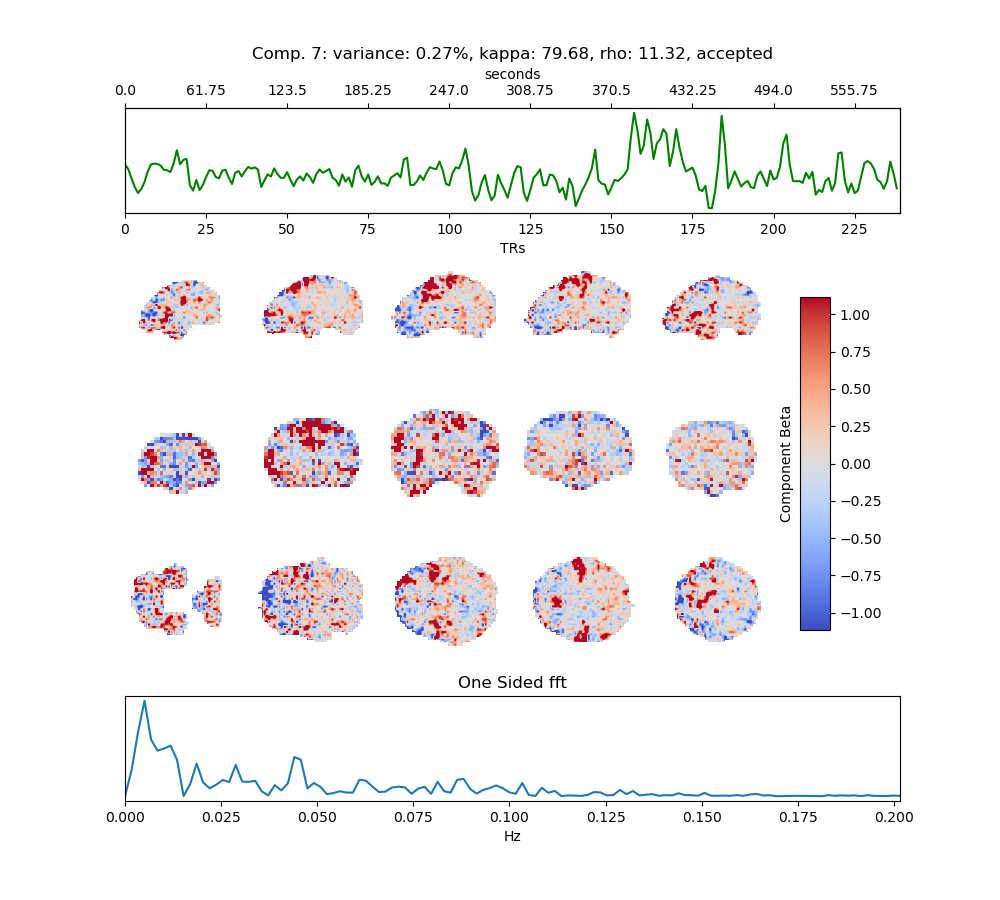 Comp. 7: variance: 0.27%, kappa: 79.68, rho: 11.32, accepted
seconds
0.0 61.75 123.5 185.25 247.0 308.75 370.5 432.25 494.0 555.75
0 25 50 75 100 125 150 175 200 225
TRs
1.00
0.75
0.50
0.25
0.00
−0.25
−0.50
−0.75
−1.00
Component Beta
One Sided fft
0.000 0.025 0.050 0.075 0.100 0.125 0.150 0.175 0.200
Hz